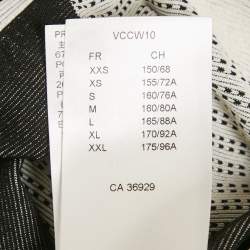 VCCW10
FR CH
XXS 150/68
XS 155/72A
S 160/76A
M 160/80A
L 165/88A
XL 170/92A
XXL 175/96A
CA 36929